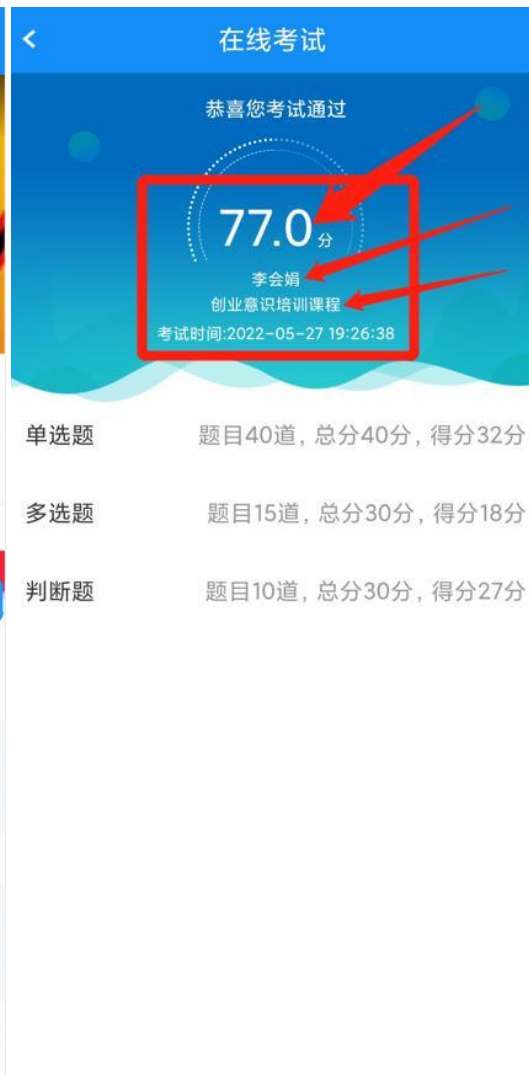 在线考试
恭喜您考试通过
77.0分
李会娟
创业意识培训课程
考试时间:2022-05-27 19:26:38
单选题 题目40道, 总分40分, 得分32分
多选题 题目15道, 总分30分, 得分18分
判断题 题目10道, 总分30分, 得分27分